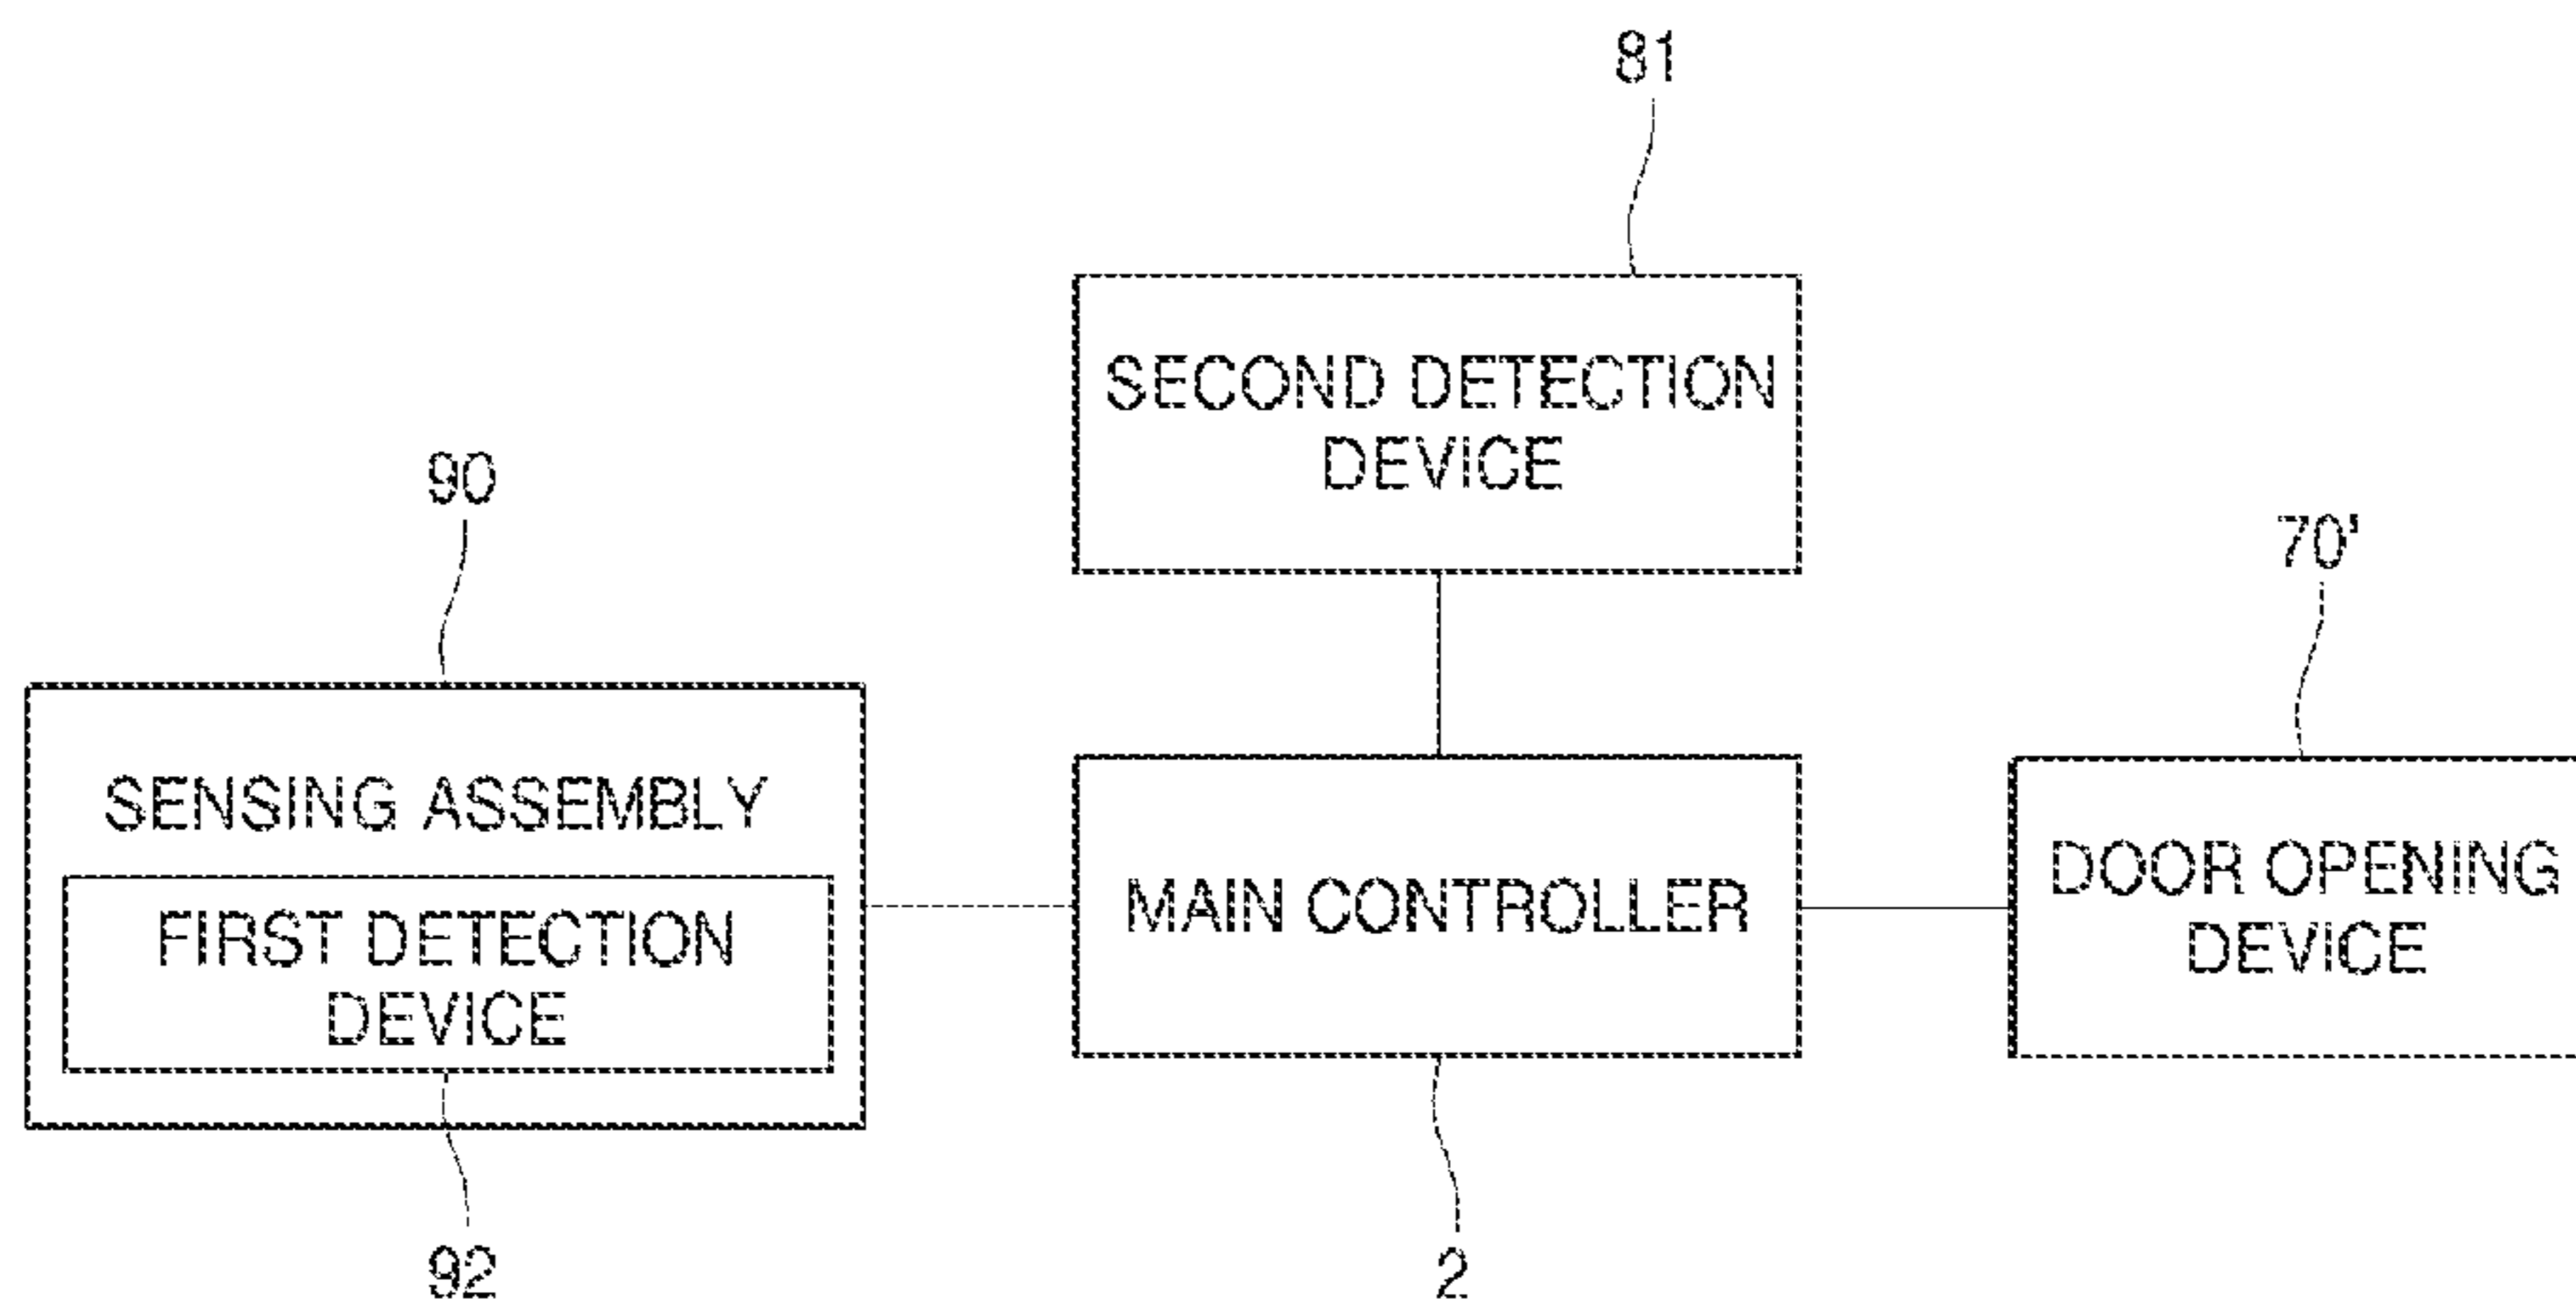 81
SECOND DETECTION
DEVICE
90
70'
SENSING ASSEMBLY
FIRST DETECTION
DEVICE
MAIN CONTROLLER
DOOR OPENING
DEVICE
92
2